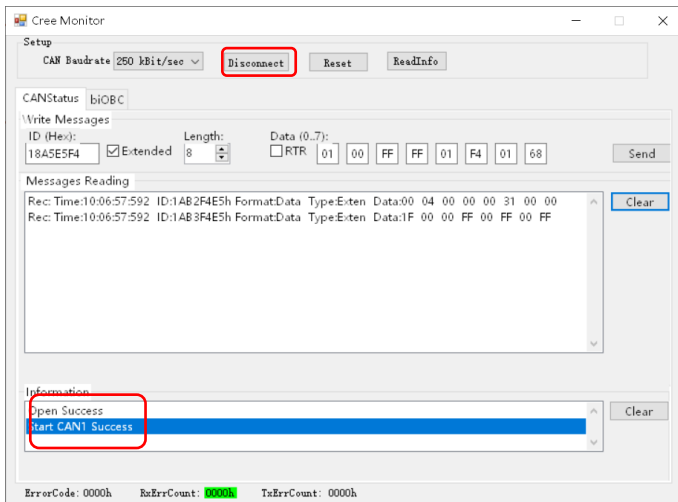 Cree Monitor
Setup
CAN Baudrate 250 kBit/sec Disconnect Reset ReadInfo
CANStatus biOBC
Write Messages
ID (Hex): Length: Data (0..7):
18A5E5F4 Extended 8 RTR 01 00 FF FF 01 F4 01 68 Send
Messages Reading
Rec: Time:10:06:57:592 ID:1AB2F4E5h Format:Data Type:Exten Data:00 04 00 00 00 31 00 00 Clear
Rec: Time:10:06:57:592 ID:1AB3F4E5h Format:Data Type:Exten Data:1F 00 00 FF 00 FF 00 FF
Information
Open Success Clear
Start CAN1 Success
ErrorCode: 0000h RxErrCount: 0000h TxErrCount: 0000h